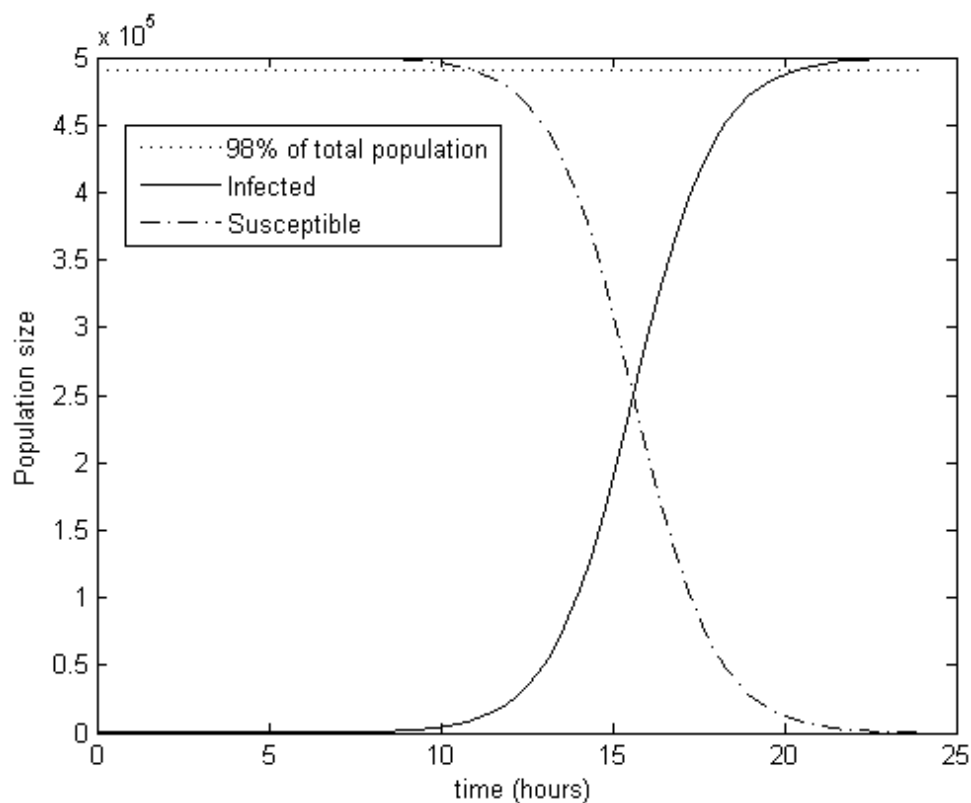 x 10^5
5
4.5
4
3.5
3
2.5
2
1.5
1
0.5
0
Population size
98% of total population
Infected
Susceptible
0 5 10 15 20 25
time (hours)